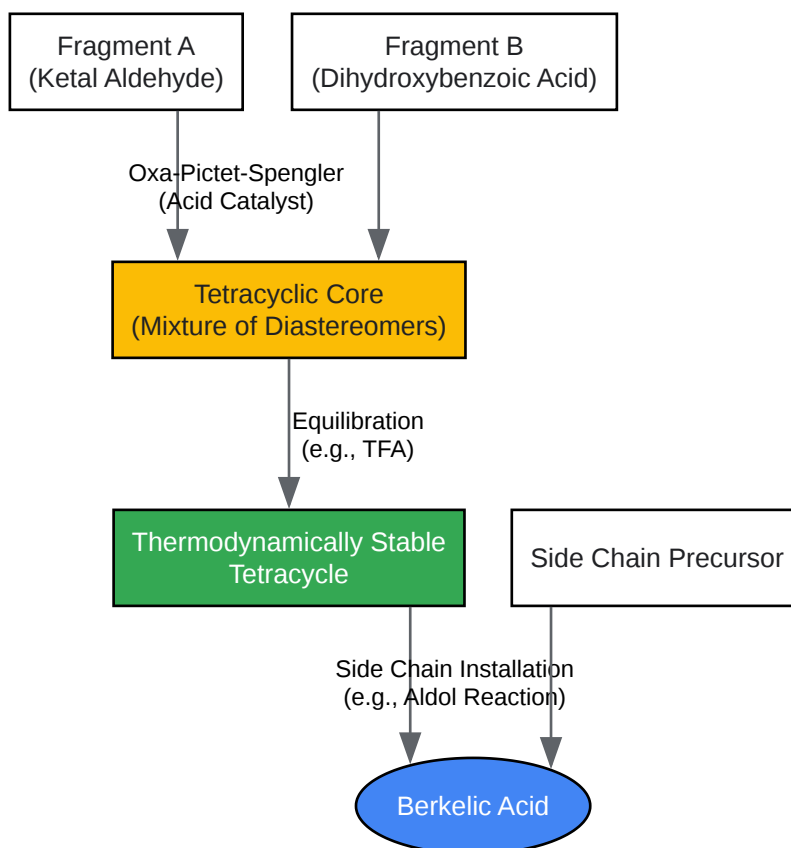 Fragment A
(Ketal Aldehyde)
Fragment B
(Dihydroxybenzoic Acid)
Oxa-Pictet-Spengler
(Acid Catalyst)
Tetracyclic Core
(Mixture of Diastereomers)
Equilibration
(e.g., TFA)
Thermodynamically Stable
Tetracycle
Side Chain Precursor
Side Chain Installation
(e.g., Aldol Reaction)
Berkelic Acid